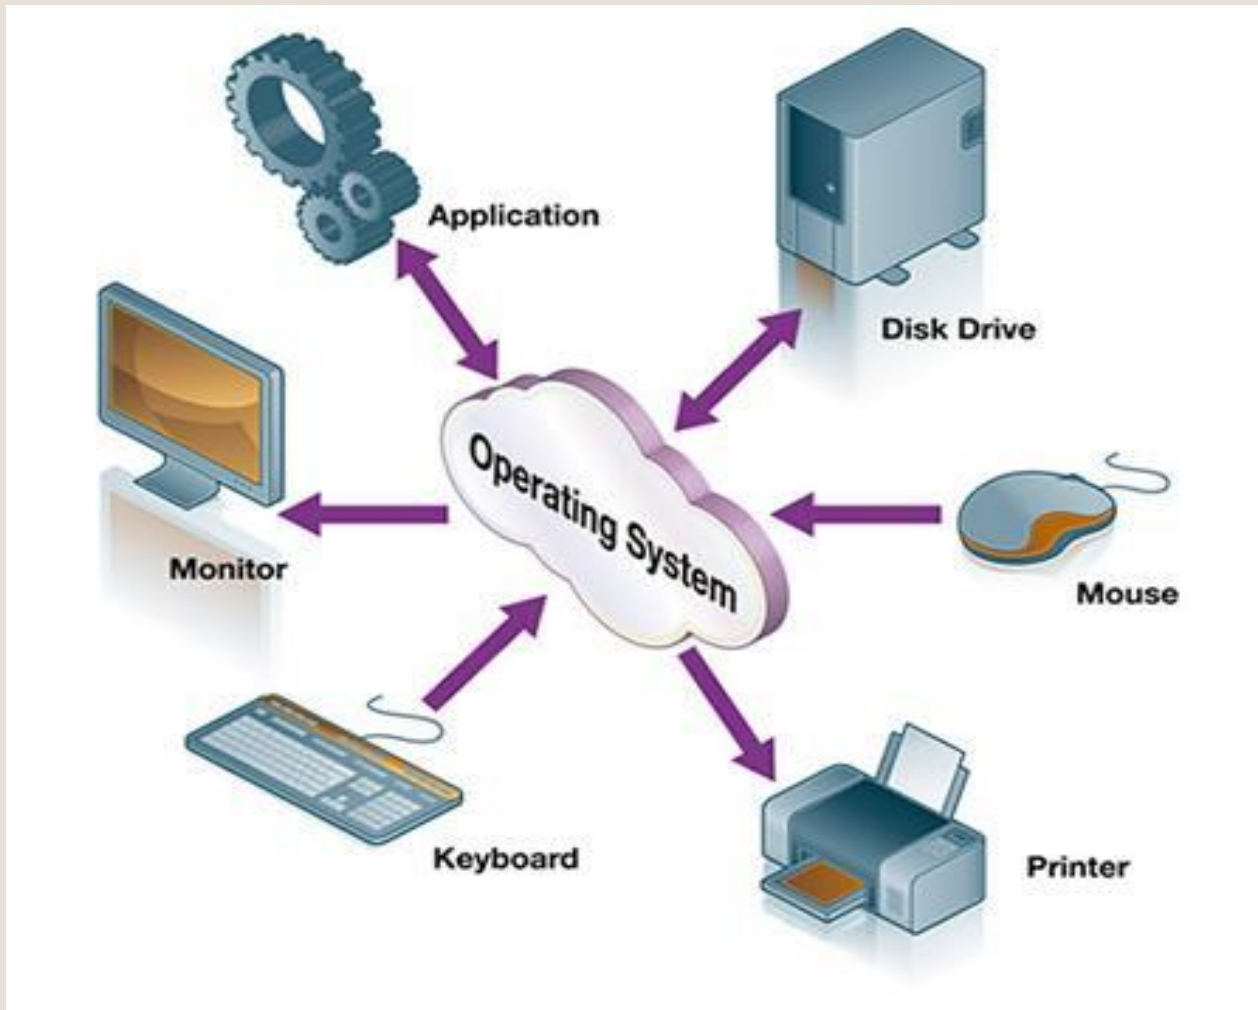 Application
Disk Drive
Operating System
Monitor
Mouse
Keyboard
Printer